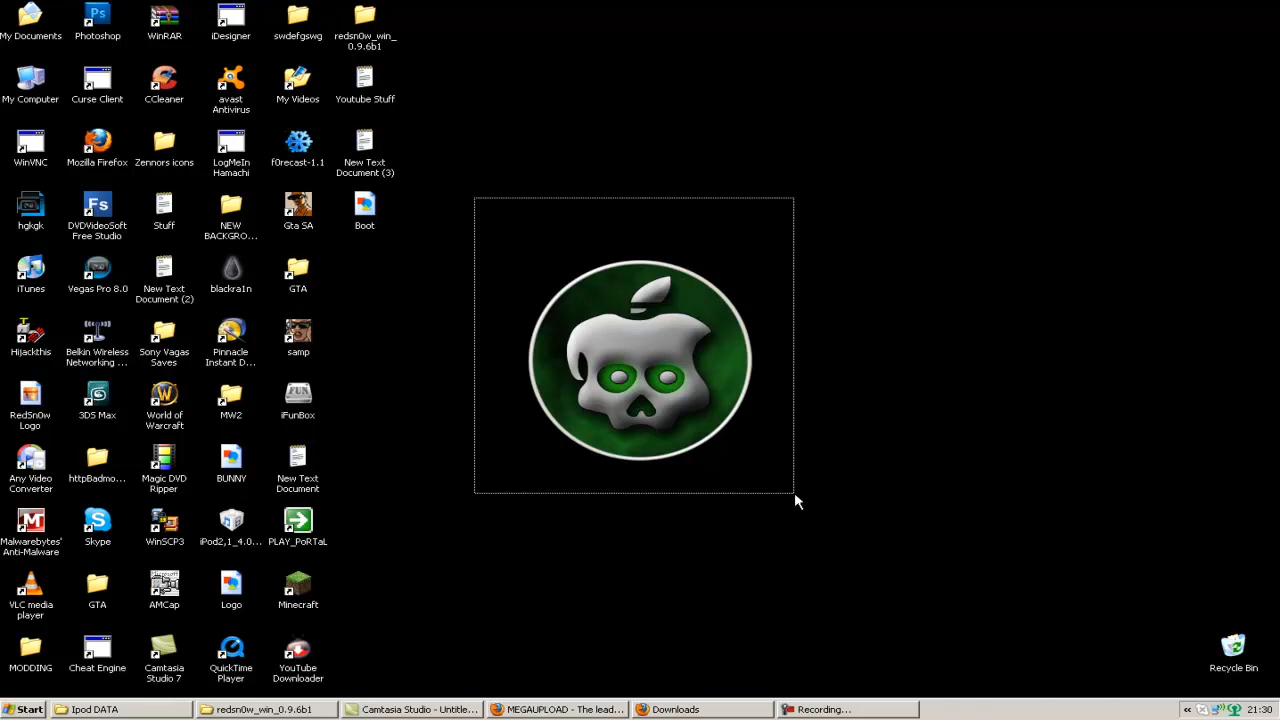 My Documents
Photoshop
WinRAR
iDesigner
swdefgswg
redsn0w_win_
0.9.6b1
My Computer
Curse Client
CCleaner
avast
Antivirus
My Videos
Youtube Stuff
WinVNC
Mozilla Firefox
Zennors icons
LogMeIn
Hamachi
f0recast-1.1
New Text
Document (3)
hgkgk
DVDVideoSoft
Free Studio
Stuff
NEW
BACKGRO...
Gta SA
Boot
iTunes
Vegas Pro 8.0
New Text
Document (2)
blackra1n
GTA
Hijackthis
Belkin Wireless
Networking ...
Sony Vagas
Saves
Pinnacle
Instant D...
samp
RedSn0w
Logo
3DS Max
World of
Warcraft
MW2
FUN
iFunBox
Any Video
Converter
httpBadmo...
Magic DVD
Ripper
BUNNY
New Text
Document
Malwarebytes'
Anti-Malware
Skype
WinSCP3
iPod2,1_4.0...
PLAY_PoRTaL
VLC media
player
GTA
AMCap
Logo
Minecraft
MODDING
Cheat Engine
Camtasia
Studio 7
QuickTime
Player
YouTube
Downloader
Recycle Bin
Start
Ipod DATA
redsn0w_win_0.9.6b1
Camtasia Studio - Untitle...
MEGAUPLOAD - The lead...
Downloads
Recording...
21:30